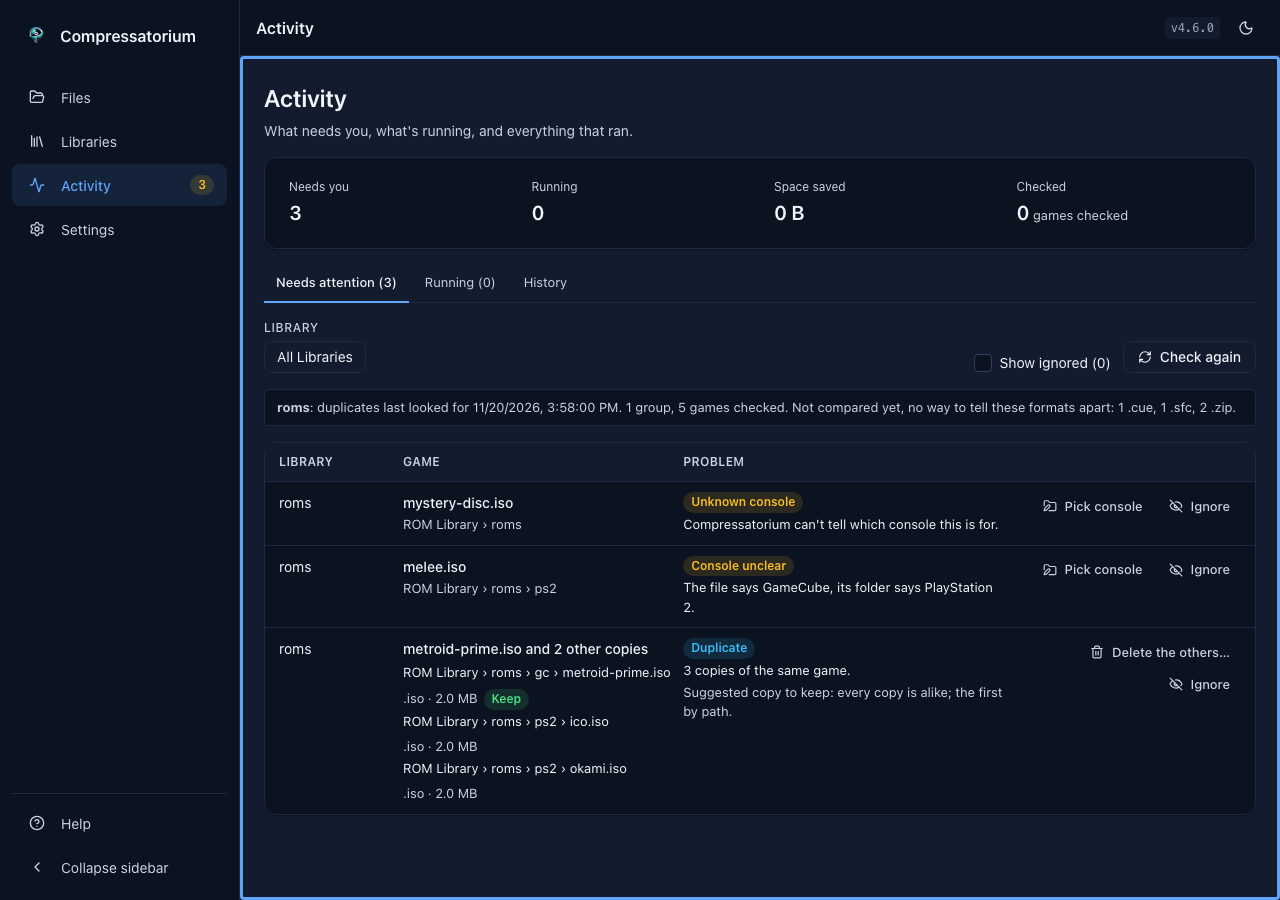 Compressatorium
Activity
v4.6.0
Files
Libraries
Activity 3
Settings
Activity
What needs you, what's running, and everything that ran.
Needs you Running Space saved Checked
3 0 0 B 0 games checked
Needs attention (3) Running (0) History
LIBRARY
All Libraries
Show ignored (0) Check again
roms: duplicates last looked for 11/20/2026, 3:58:00 PM. 1 group, 5 games checked. Not compared yet, no way to tell these formats apart: 1 .cue, 1 .sfc, 2 .zip.
LIBRARY GAME PROBLEM
roms mystery-disc.iso Unknown console Pick console Ignore
ROM Library › roms Compressatorium can't tell which console this is for.
roms melee.iso Console unclear Pick console Ignore
ROM Library › roms › ps2 The file says GameCube, its folder says PlayStation
2.
roms metroid-prime.iso and 2 other copies Duplicate Delete the others...
ROM Library › roms › gc › metroid-prime.iso 3 copies of the same game.
.iso · 2.0 MB Keep Suggested copy to keep: every copy is alike; the first Ignore
ROM Library › roms › ps2 › ico.iso by path.
.iso · 2.0 MB
ROM Library › roms › ps2 › okami.iso
.iso · 2.0 MB
Help
Collapse sidebar